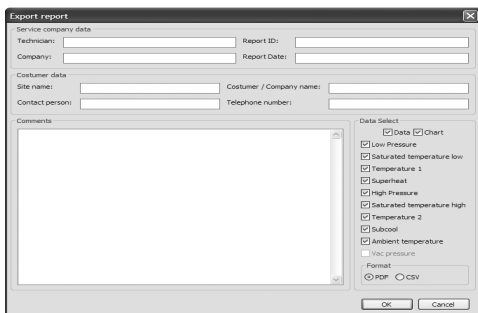 Export report
Service company data
Technician:
Report ID:
Company:
Report Date:
Costumer data
Site name:
Costumer / Company name:
Contact person:
Telephone number:
Comments
Data Select
Data Chart
Low Pressure
Saturated temperature low
Temperature 1
Superheat
High Pressure
Saturated temperature high
Temperature 2
Subcool
Ambient temperature
Vac pressure
Format
PDF CSV
OK Cancel